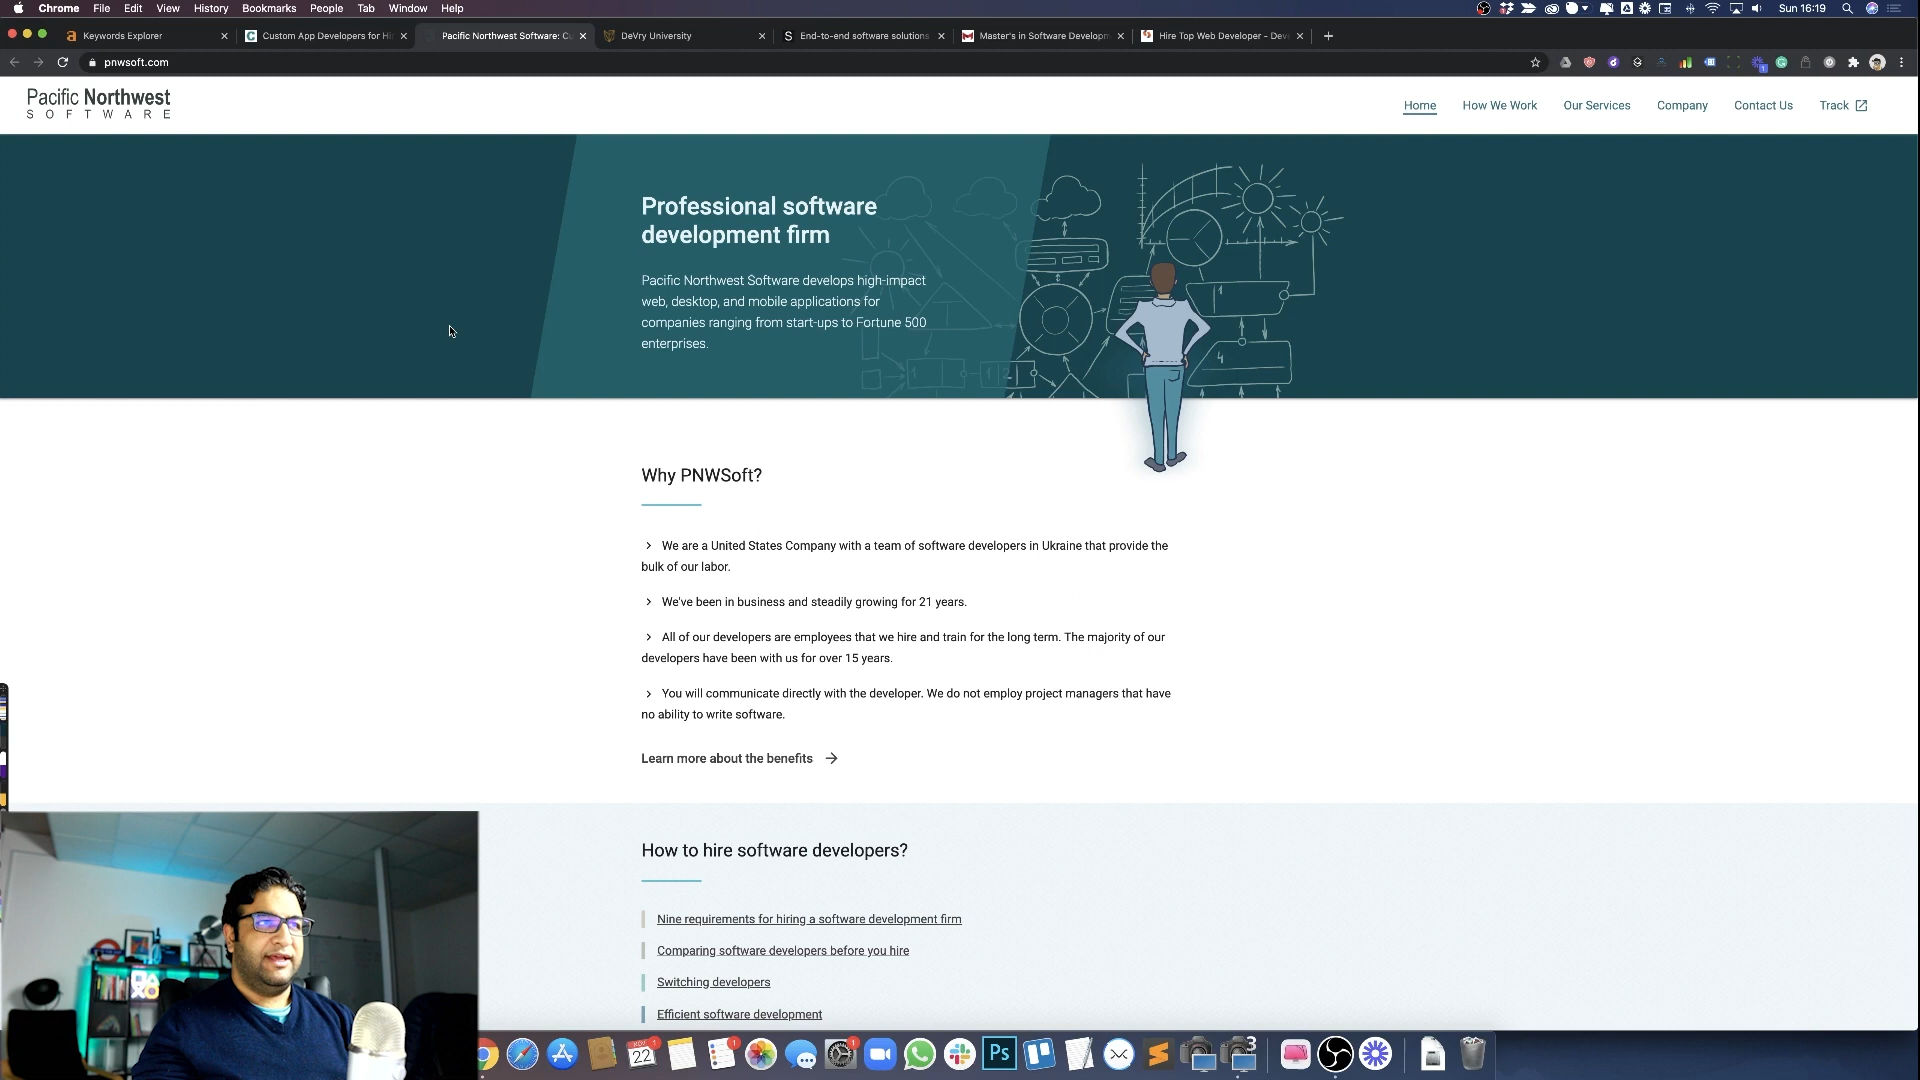 Chrome File Edit View History Bookmarks People Tab Window Help Sun 16:19
Keywords Explorer
Custom App Developers for Hi
Pacific Northwest Software: Cu
DeVry University
End-to-end software solutions
Master's in Software Developm
Hire Top Web Developer - Dev
pnwsoft.com
Pacific Northwest
SOFTWARE
Home How We Work Our Services Company Contact Us Track
Professional software
development firm
Pacific Northwest Software develops high-impact
web, desktop, and mobile applications for
companies ranging from start-ups to Fortune 500
enterprises.
Why PNWSoft?
We are a United States Company with a team of software developers in Ukraine that provide the
bulk of our labor.
We've been in business and steadily growing for 21 years.
All of our developers are employees that we hire and train for the long term. The majority of our
developers have been with us for over 15 years.
You will communicate directly with the developer. We do not employ project managers that have
no ability to write software.
Learn more about the benefits
How to hire software developers?
Nine requirements for hiring a software development firm
Comparing software developers before you hire
Switching developers
Efficient software development
NOV
22
Ps
3